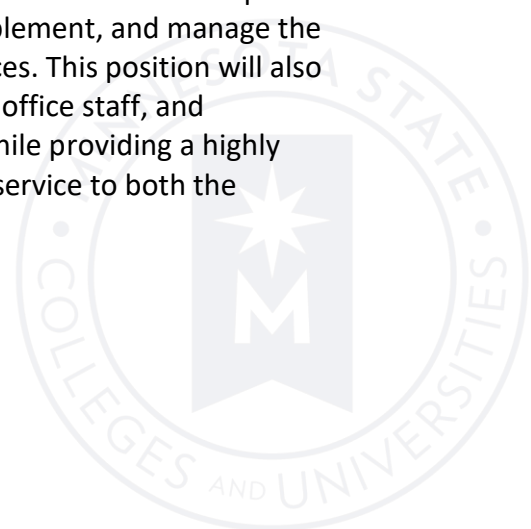 plement, and manage the
ces. This position will also
office staff, and
hile providing a highly
service to both the
MINNESOTA STATE
M
COLLEGES AND UNIVERSITIES